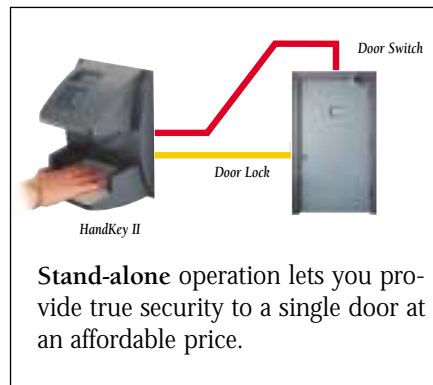 Door Switch
Door Lock
HandKey II
Stand-alone operation lets you pro-
vide true security to a single door at
an affordable price.